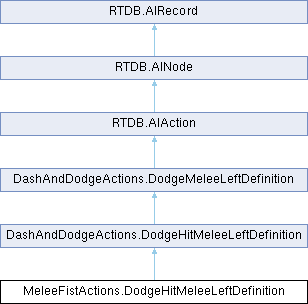 RTDB.AIRecord
RTDB.AINode
RTDB.AIAction
DashAndDodgeActions.DodgeMeleeLeftDefinition
DashAndDodgeActions.DodgeHitMeleeLeftDefinition
MeleeFistActions.DodgeHitMeleeLeftDefinition